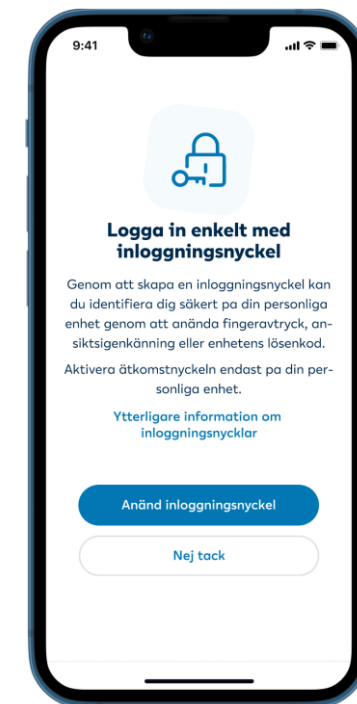 9:41
Logga in enkelt med
inloggningsnyckel
Genom att skapa en inloggningsnyckel kan
du identifiera dig säkert pa din personliga
enhet genom att anända fingeravtryck, an-
siktsigenkänning eller enhetens lösenkod.
Aktivera åtkomstnyckeln endast pa din per-
sonliga enhet.
Ytterligare information om
inloggningsnycklar
Anänd inloggningsnyckel
Nej tack